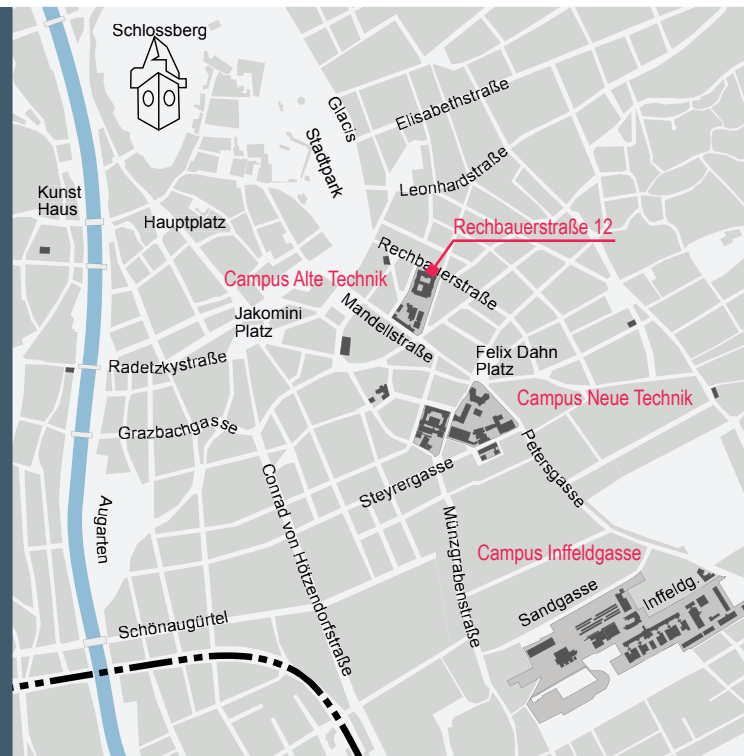 Schlossberg
Glacis
Elisabethstraße
Stadtpark
Leonhardstraße
Kunst
Haus
Hauptplatz
Rechbauerstraße 12
Rechbauerstraße
Campus Alte Technik
Jakomini
Platz
Mandellstraße
Radetzkystraße
Felix Dahn
Platz
Campus Neue Technik
Grazbachgasse
Steyrergasse
Petersgasse
Augarten
Conrad von Hötzendorfstraße
Münzgrabenstraße
Campus Inffeldgasse
Sandgasse
Inffeldg.
Schönaugürtel